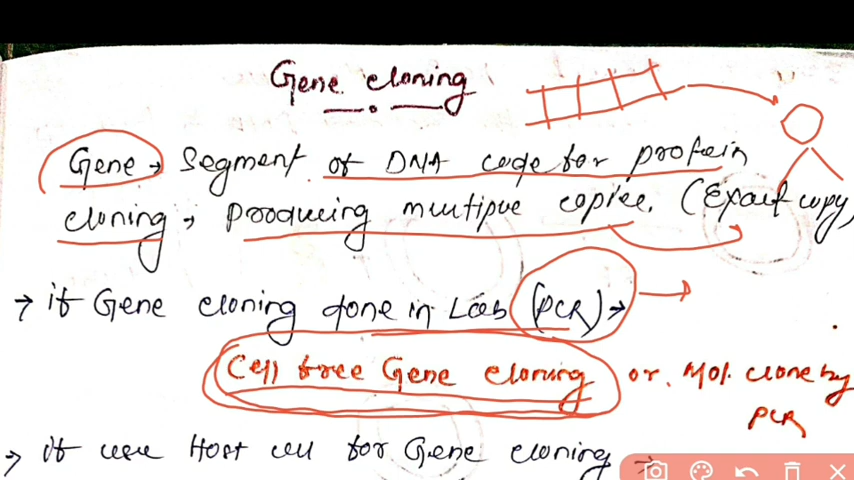 Gene cloning
Gene → Segment of DNA code for protein
cloning → Producing multipue copies. (Exact copy)
→ if Gene cloning done in Lab (PCR) →
Cell free Gene cloning or. Mol. clone by
PCR
→ if use Host cell for Gene cloning →